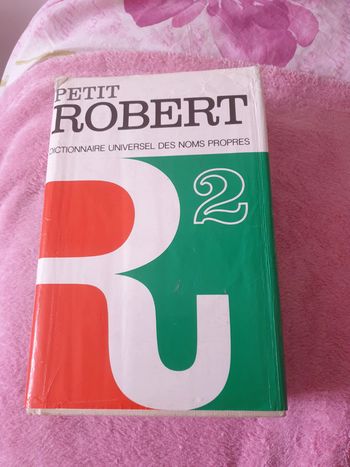 PETIT
ROBERT
DICTIONNAIRE UNIVERSEL DES NOMS PROPRES
2
R